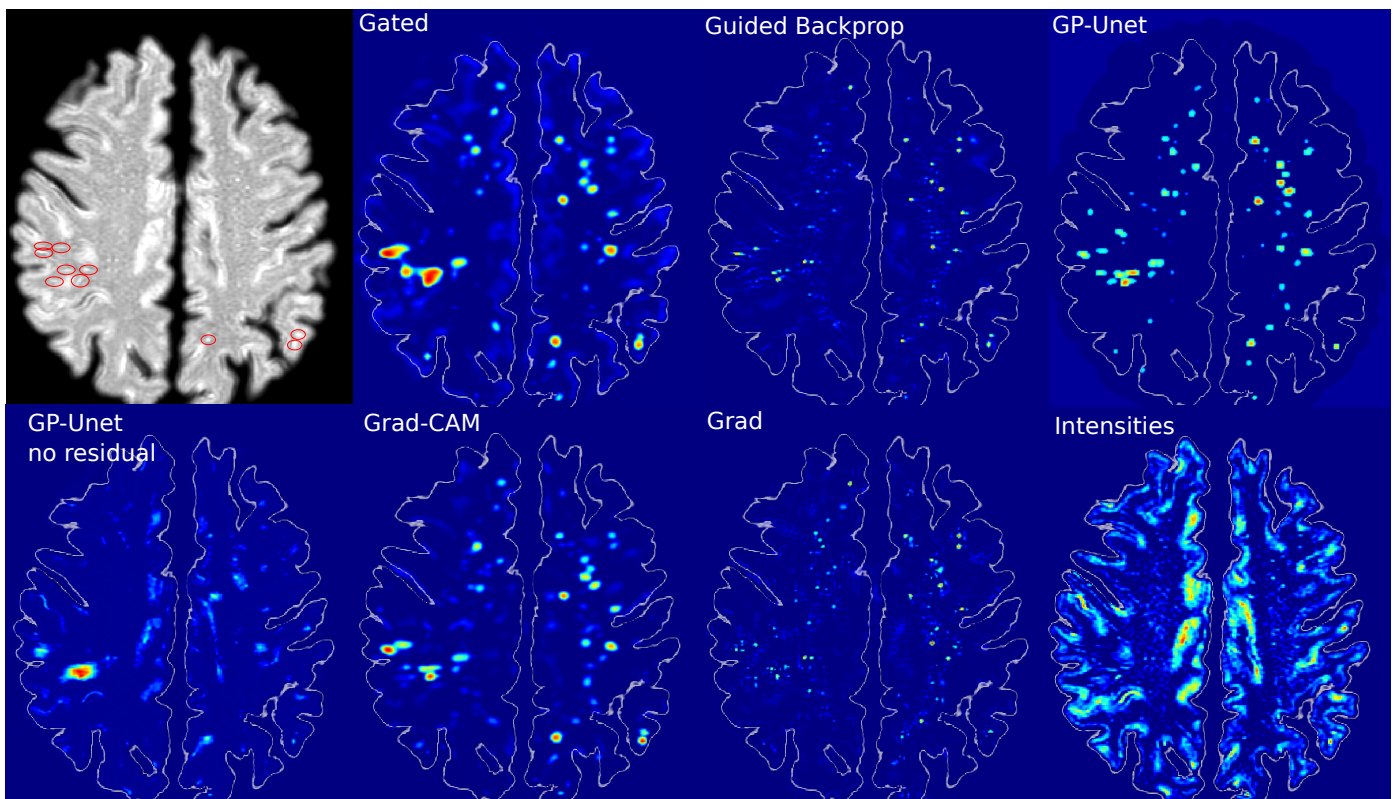 Gated
Guided Backprop
GP-Unet
GP-Unet
no residual
Grad-CAM
Grad
Intensities